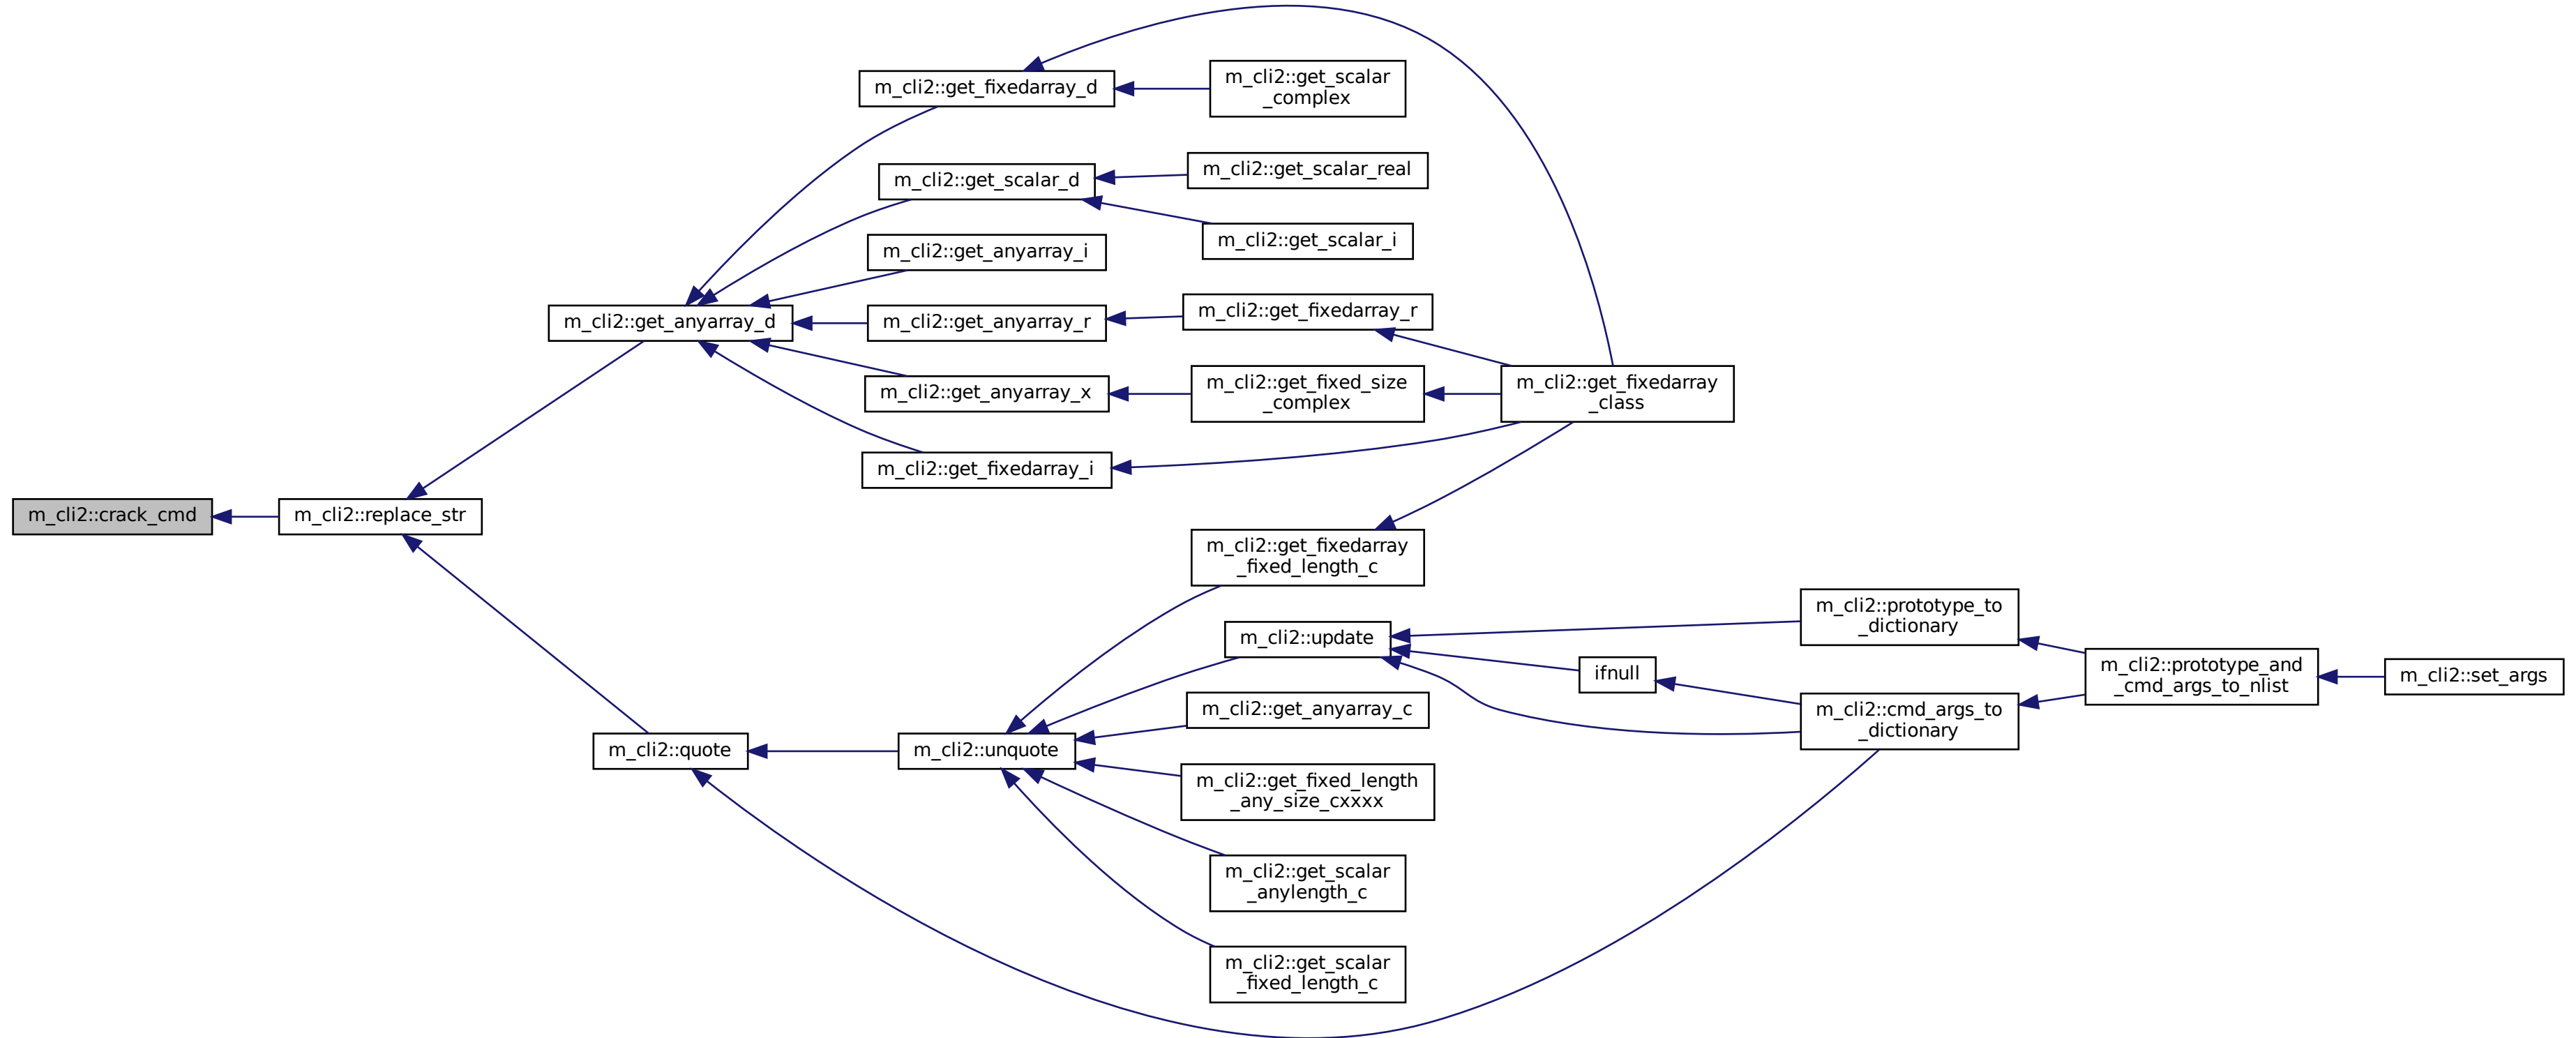 m_cli2::get_fixedarray_d
m_cli2::get_scalar
_complex
m_cli2::get_scalar_d
m_cli2::get_scalar_real
m_cli2::get_scalar_i
m_cli2::get_anyarray_i
m_cli2::get_anyarray_d
m_cli2::get_anyarray_r
m_cli2::get_fixedarray_r
m_cli2::get_anyarray_x
m_cli2::get_fixed_size
_complex
m_cli2::get_fixedarray
_class
m_cli2::get_fixedarray_i
m_cli2::crack_cmd
m_cli2::replace_str
m_cli2::get_fixedarray
_fixed_length_c
m_cli2::update
m_cli2::prototype_to
_dictionary
ifnull
m_cli2::prototype_and
_cmd_args_to_nlist
m_cli2::set_args
m_cli2::get_anyarray_c
m_cli2::cmd_args_to
_dictionary
m_cli2::quote
m_cli2::unquote
m_cli2::get_fixed_length
_any_size_cxxxx
m_cli2::get_scalar
_anylength_c
m_cli2::get_scalar
_fixed_length_c